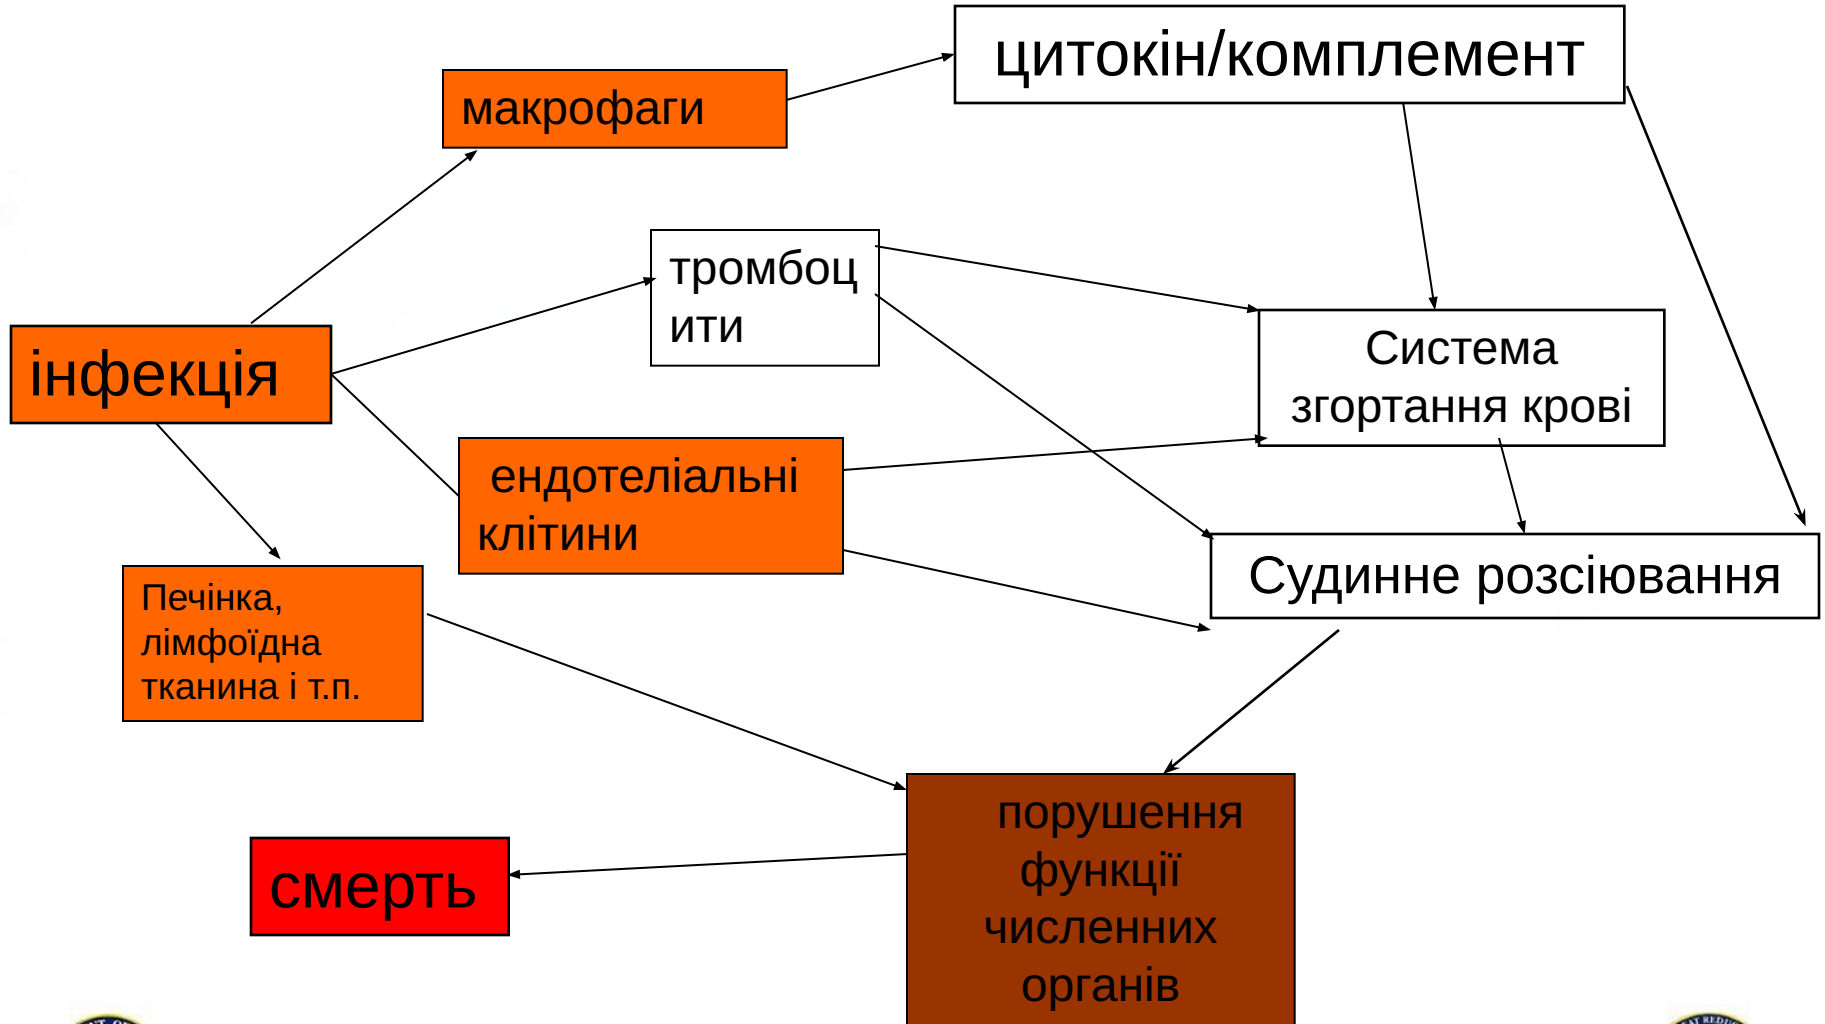 цитокін/комплемент
макрофаги
тромбоц
ити
інфекція
Система
згортання крові
ендотеліальні
клітини
Судинне розсіювання
Печінка,
лімфоїдна
тканина і т.п.
порушення
функції
численних
органів
смерть